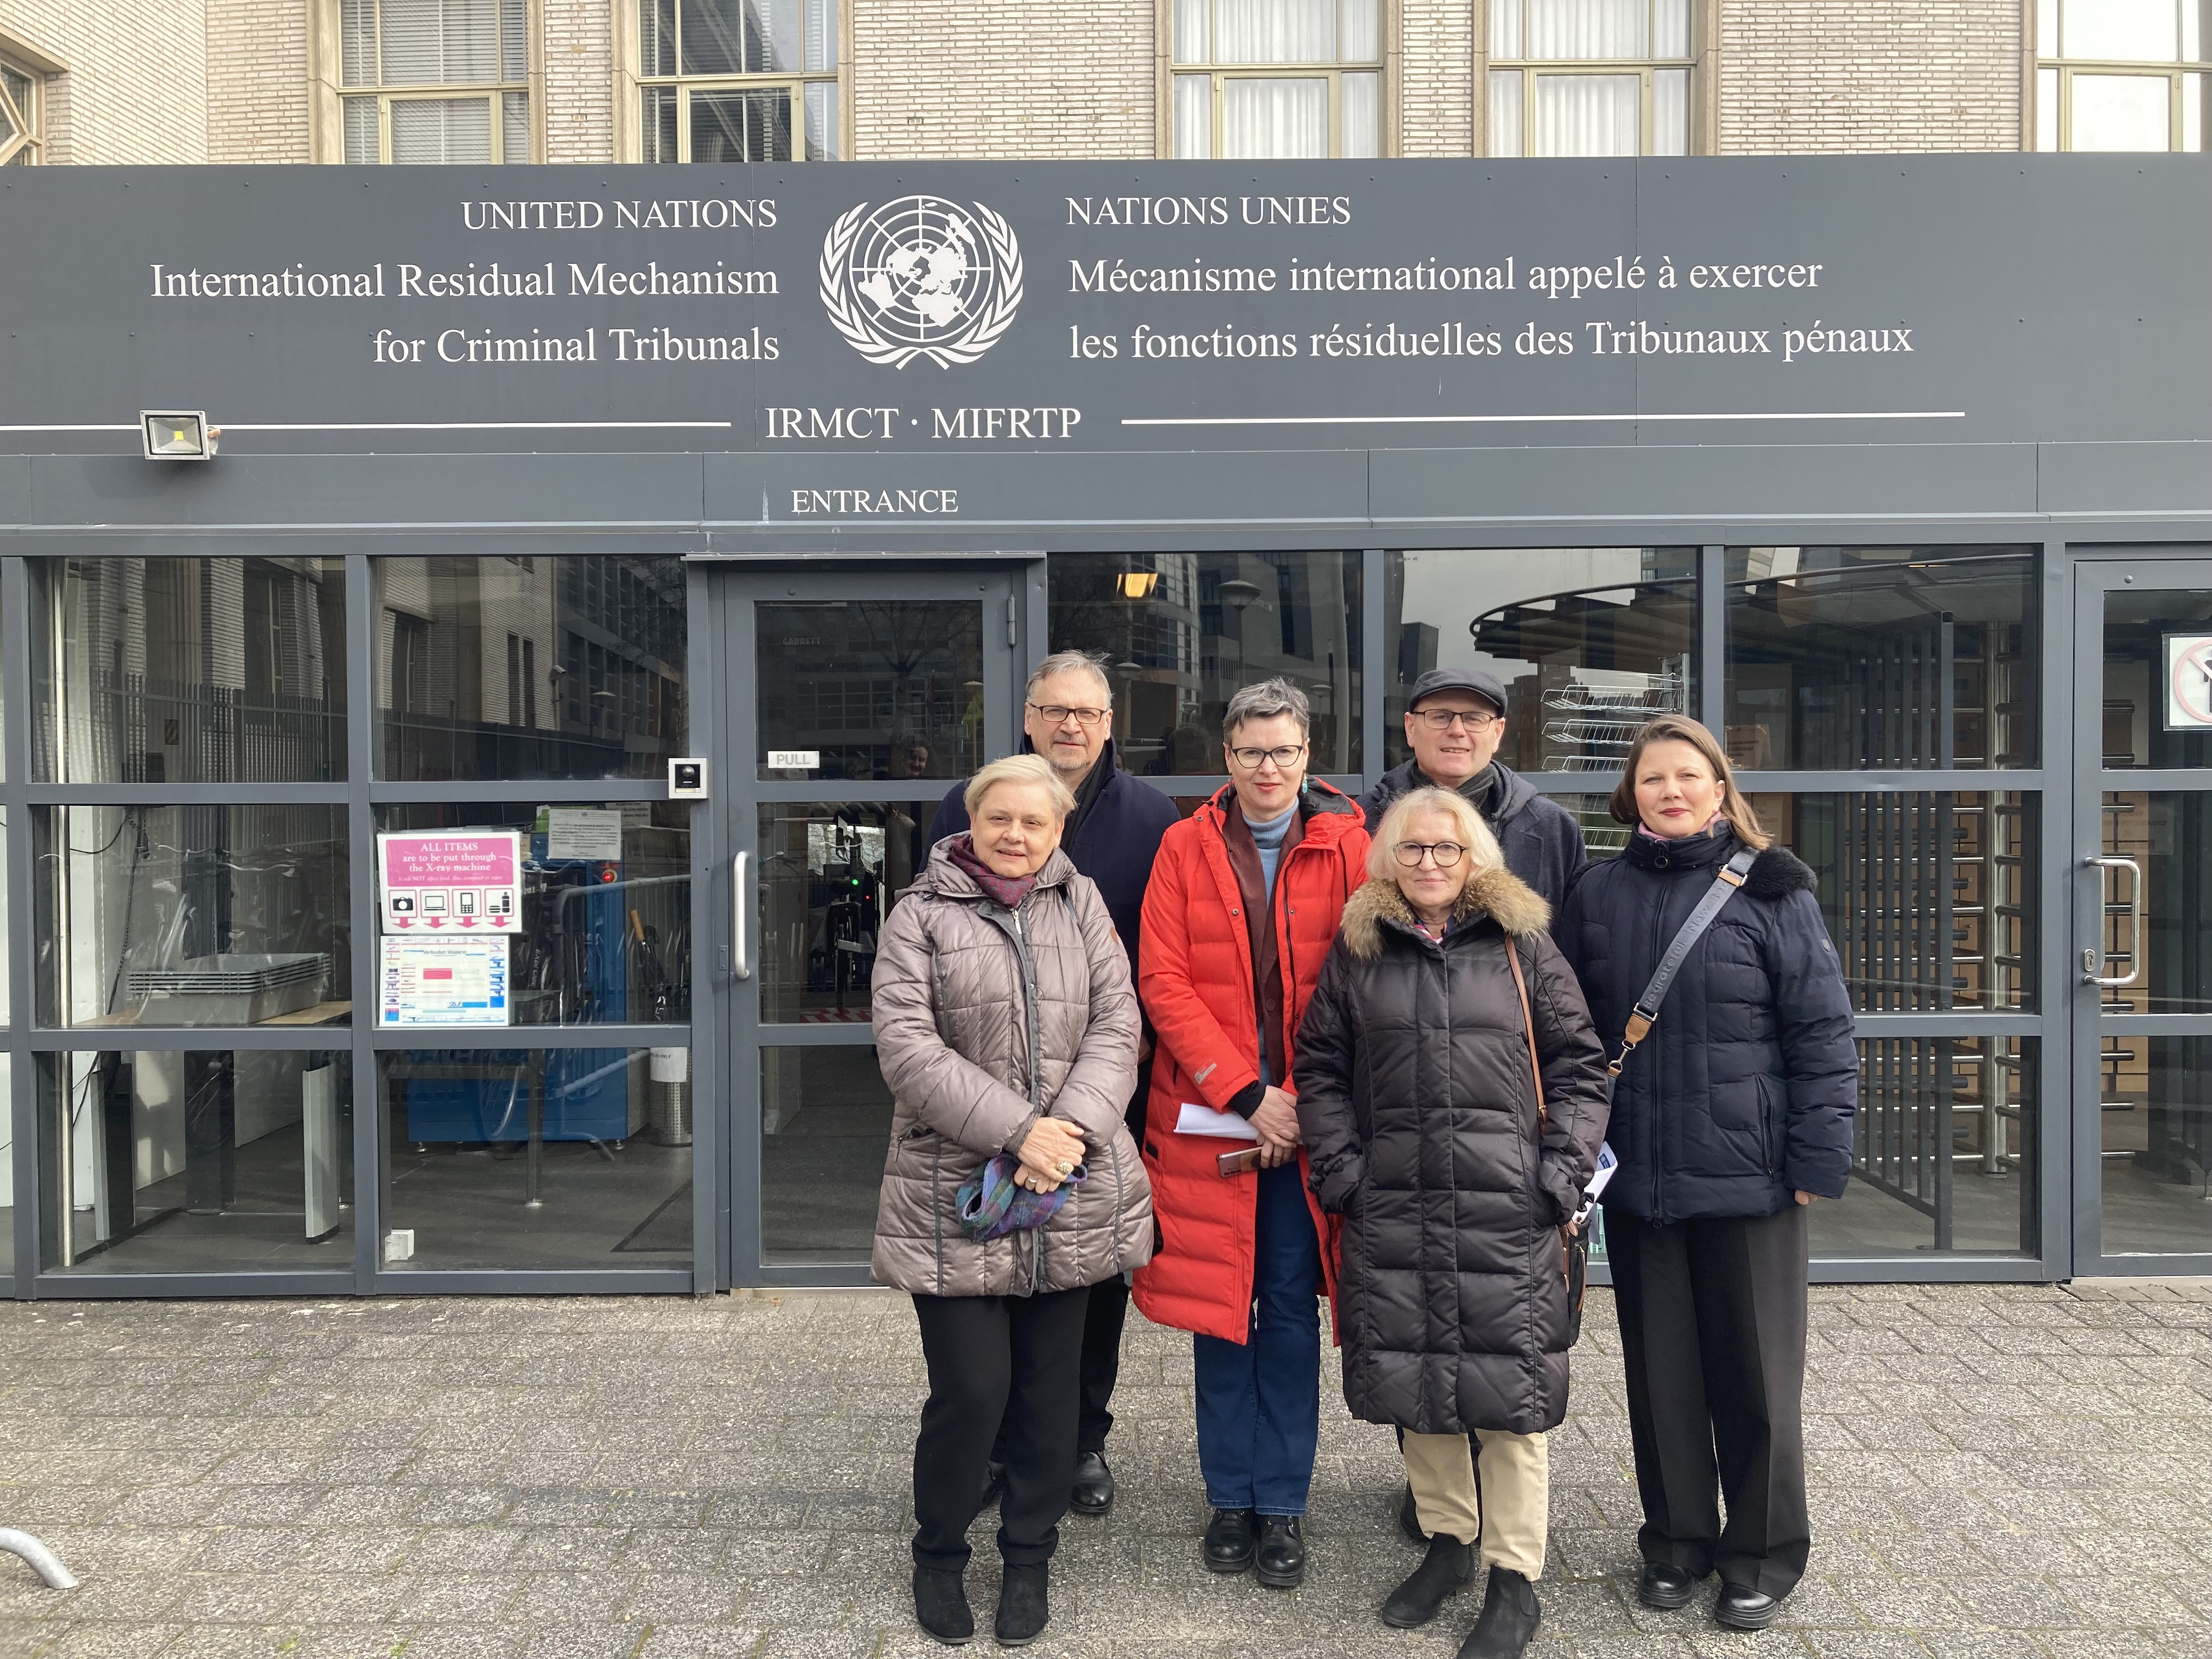 UNITED NATIONS
International Residual Mechanism
for Criminal Tribunals
NATIONS UNIES
Mécanisme international appelé à exercer
les fonctions résiduelles des Tribunaux pénaux
IRMCT · MIFRTP
ENTRANCE
GARRETT
PULL
ALL ITEMS
are to be put through
the X-ray machine